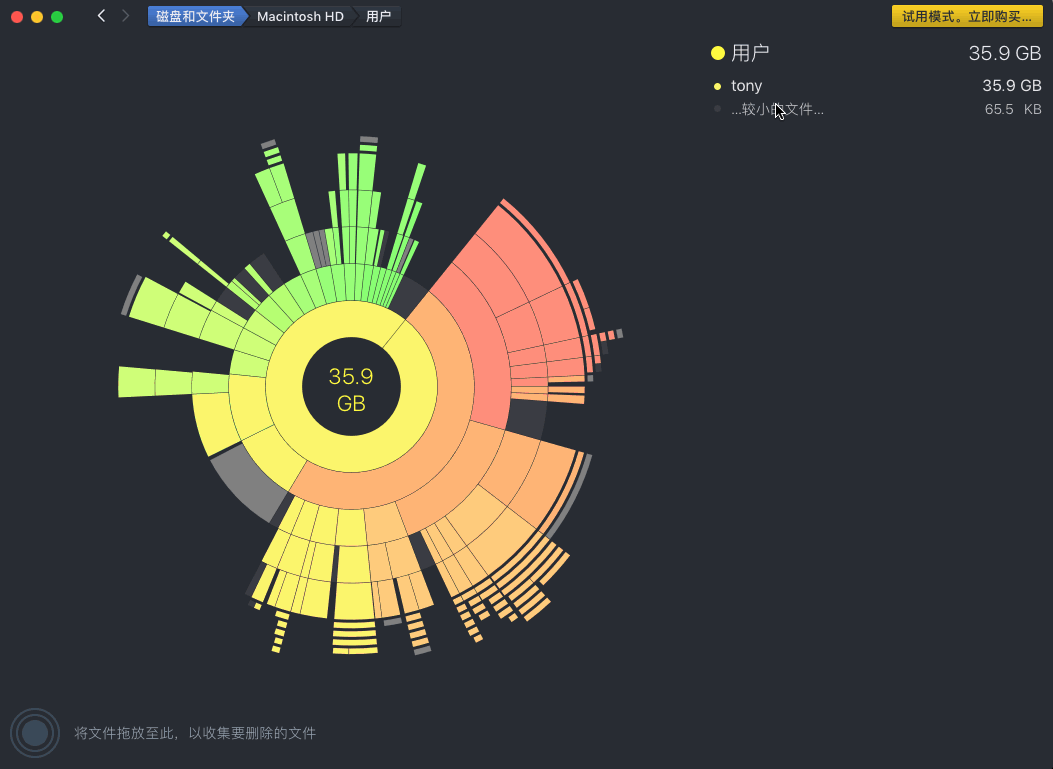 磁盘和文件夹 Macintosh HD 用户
试用模式。立即购买...
用户 35.9 GB
tony 35.9 GB
...较小的文件... 65.5 KB
35.9
GB
将文件拖放至此，以收集要删除的文件